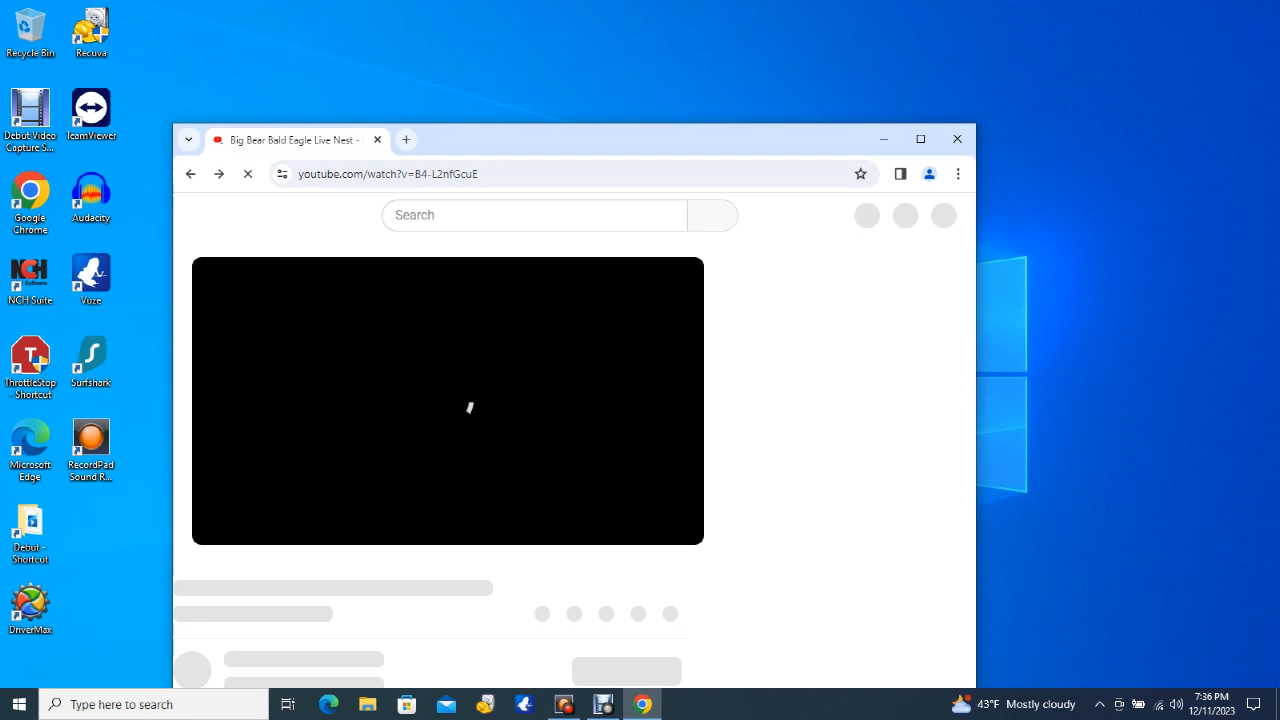 Recycle Bin
Recuva
Debut Video
Capture S...
TeamViewer
Google
Chrome
Audacity
NCH
Software
NCH Suite
Vuze
T
ThrottleStop
- Shortcut
Surfshark
Microsoft
Edge
RecordPad
Sound R...
Debut -
Shortcut
DriverMax
Big Bear Bald Eagle Live Nest -
youtube.com/watch?v=B4-L2nfGcuE
Search
Type here to search
43°F Mostly cloudy
7:36 PM
12/11/2023